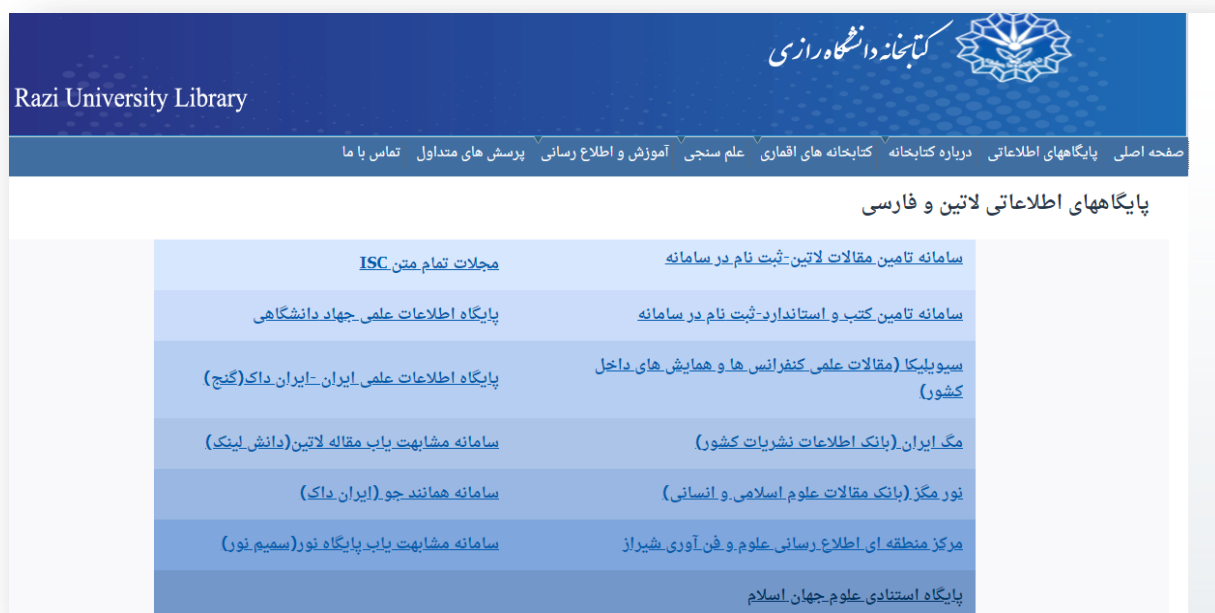 کتابخانه دانشگاه رازی
Razi University Library
صفحه اصلی پایگاههای اطلاعاتی درباره کتابخانه کتابخانه های اقماری علم سنجی آموزش و اطلاع رسانی پرسش های متداول تماس با ما
پایگاههای اطلاعاتی لاتین و فارسی
سامانه تامین مقالات لاتین-ثبت نام در سامانه
مجلات تمام متن ISC
سامانه تامین کتب و استاندارد-ثبت نام در سامانه
پایگاه اطلاعات علمی جهاد دانشگاهی
سیویلیکا (مقالات علمی کنفرانس ها و همایش های داخل
کشور)
پایگاه اطلاعات علمی ایران -ایران داک(گنج)
مگ ایران (بانک اطلاعات نشریات کشور)
سامانه مشابهت یاب مقاله لاتین(دانش لینک)
نور مگز (بانک مقالات علوم اسلامی و انسانی)
سامانه همانند جو (ایران داک)
مرکز منطقه ای اطلاع رسانی علوم و فن آوری شیراز
سامانه مشابهت یاب پایگاه نور(سمیم نور)
پایگاه استنادی علوم جهان اسلام